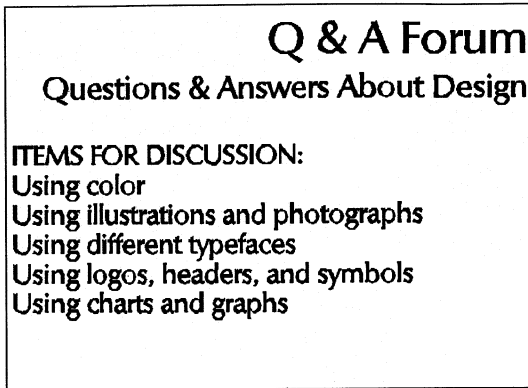 Q & A Forum
Questions & Answers About Design
ITEMS FOR DISCUSSION:
Using color
Using illustrations and photographs
Using different typefaces
Using logos, headers, and symbols
Using charts and graphs